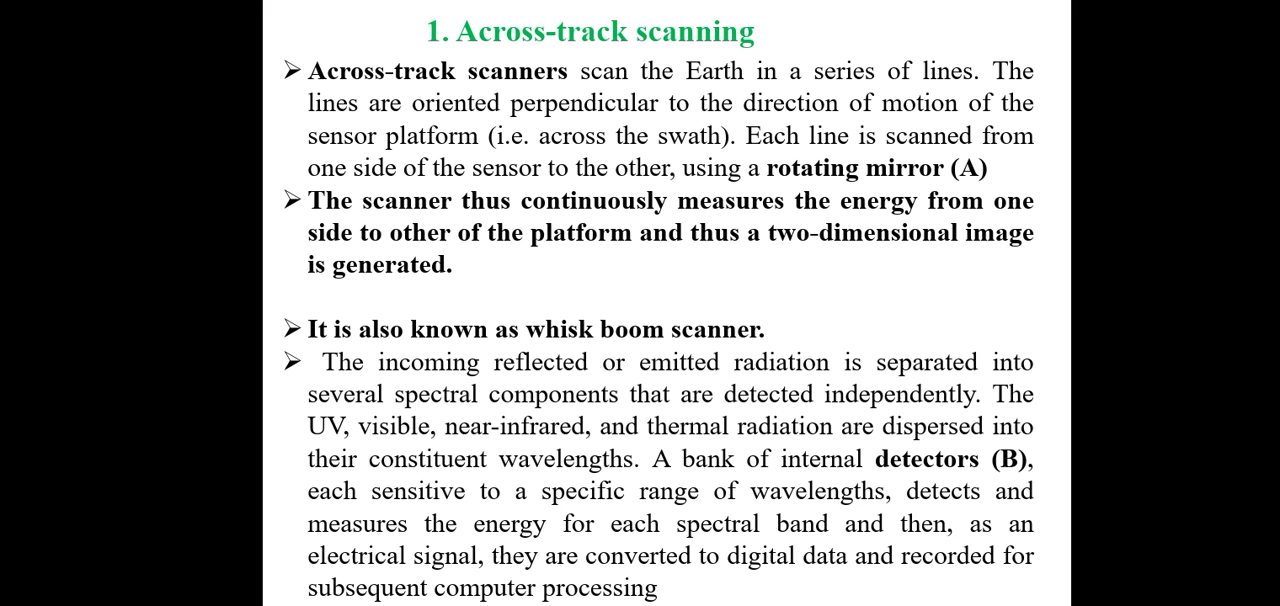 1. Across-track scanning
➢ Across-track scanners scan the Earth in a series of lines. The
lines are oriented perpendicular to the direction of motion of the
sensor platform (i.e. across the swath). Each line is scanned from
one side of the sensor to the other, using a rotating mirror (A)
➢ The scanner thus continuously measures the energy from one
side to other of the platform and thus a two-dimensional image
is generated.
➢ It is also known as whisk boom scanner.
➢ The incoming reflected or emitted radiation is separated into
several spectral components that are detected independently. The
UV, visible, near-infrared, and thermal radiation are dispersed into
their constituent wavelengths. A bank of internal detectors (B),
each sensitive to a specific range of wavelengths, detects and
measures the energy for each spectral band and then, as an
electrical signal, they are converted to digital data and recorded for
subsequent computer processing